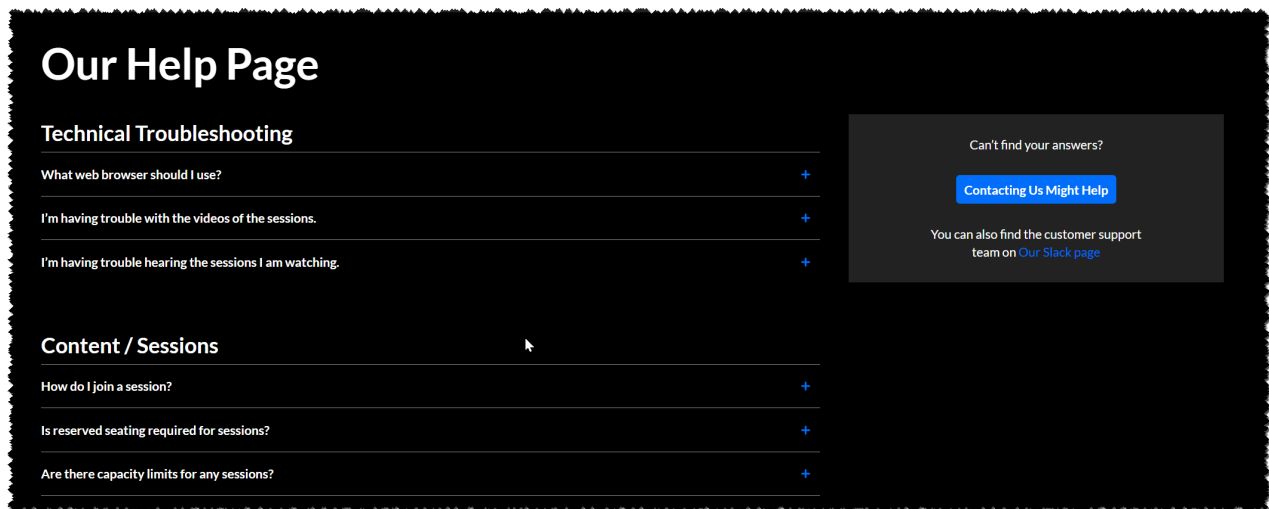 Our Help Page
Technical Troubleshooting
What web browser should I use?
I'm having trouble with the videos of the sessions.
I'm having trouble hearing the sessions I am watching.
Content / Sessions
How do I join a session?
Is reserved seating required for sessions?
Are there capacity limits for any sessions?
Can't find your answers?
Contacting Us Might Help
You can also find the customer support
team on Our Slack page